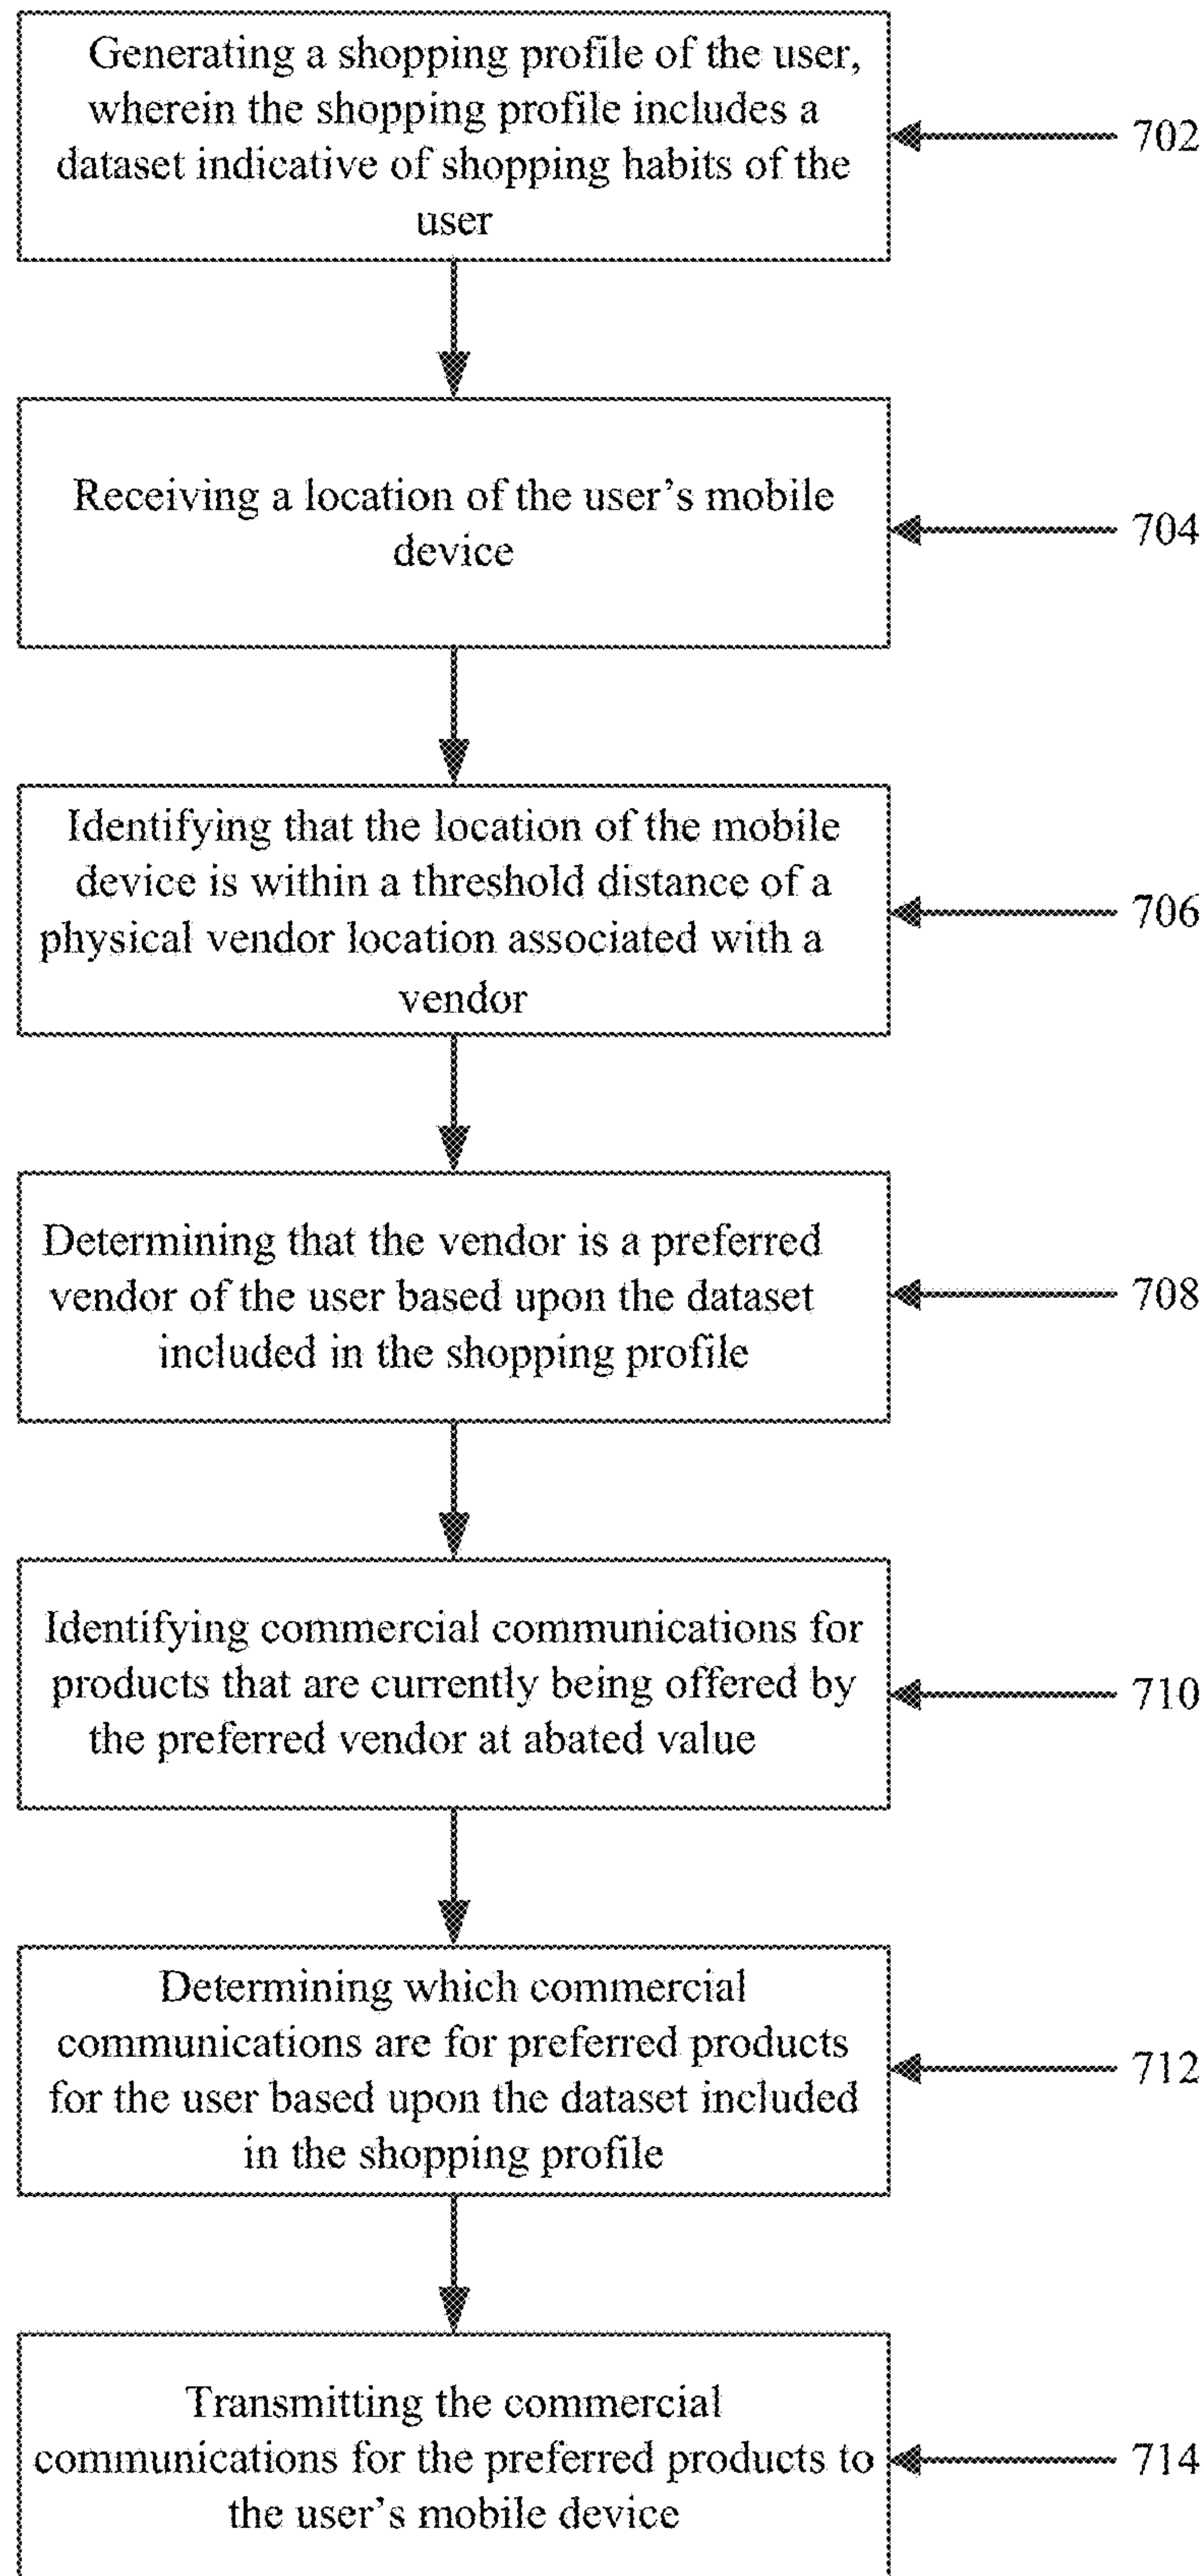 Generating a shopping profile of the user,
wherein the shopping profile includes a
dataset indicative of shopping habits of the
user
702
Receiving a location of the user's mobile
device
704
Identifying that the location of the mobile
device is within a threshold distance of a
physical vendor location associated with a
vendor
706
Determining that the vendor is a preferred
vendor of the user based upon the dataset
included in the shopping profile
708
Identifying commercial communications for
products that are currently being offered by
the preferred vendor at abated value
710
Determining which commercial
communications are for preferred products
for the user based upon the dataset included
in the shopping profile
712
Transmitting the commercial
communications for the preferred products to
the user's mobile device
714